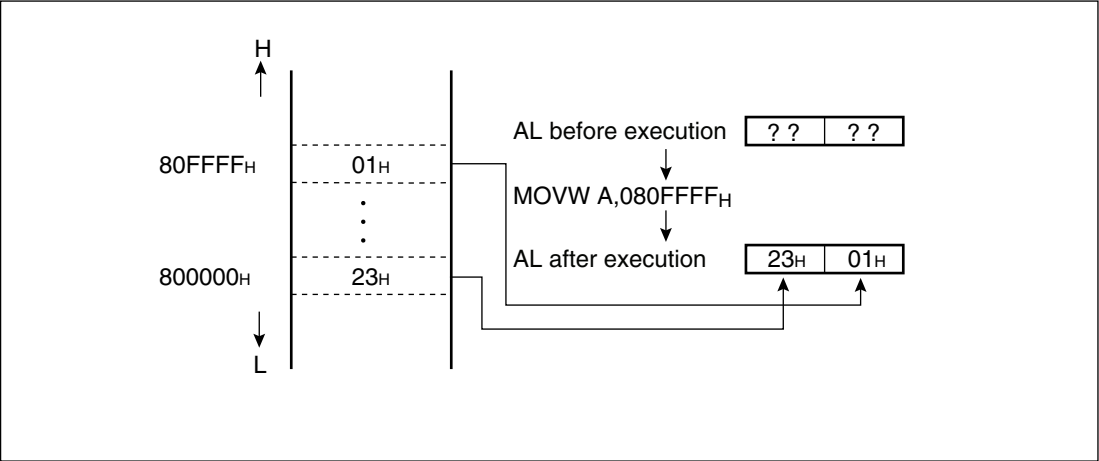 H
AL before execution ? ? ? ?
80FFFFH 01H
MOVW A,080FFFFH
AL after execution 23H 01H
800000H 23H
L